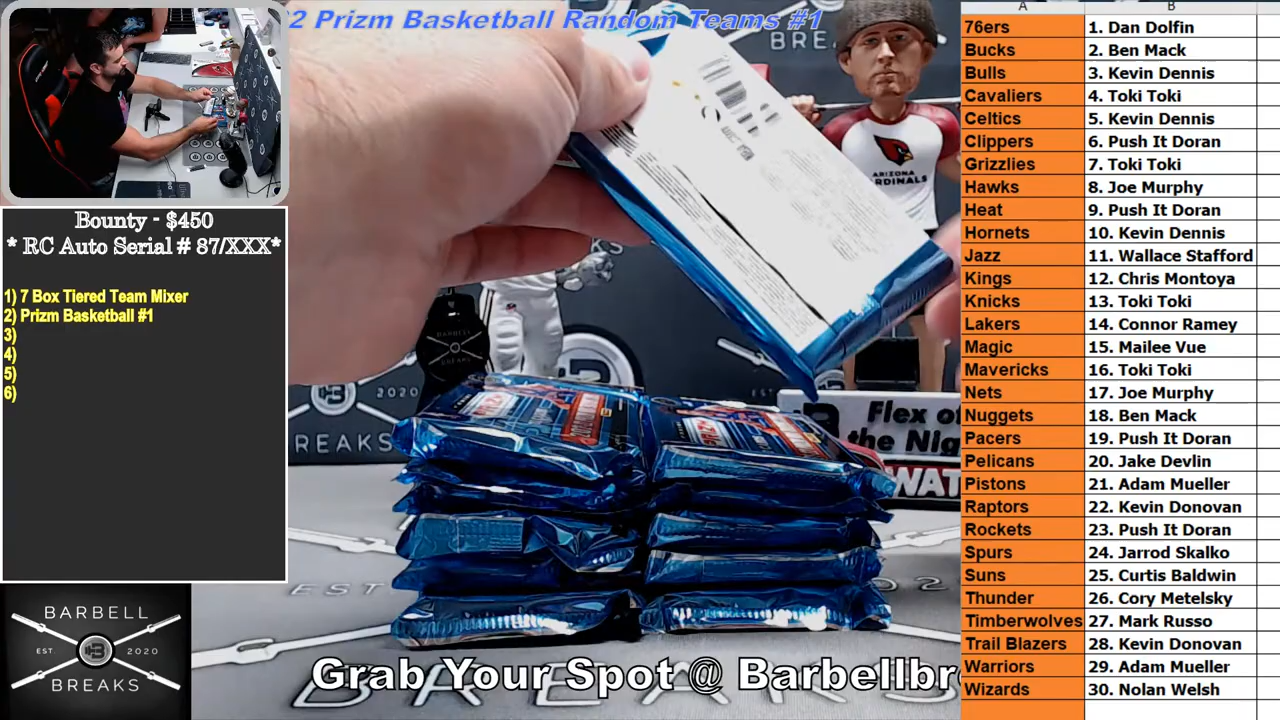 2 Prizm Basketball Random Teams #1
Bounty - $450
* RC Auto Serial # 87/XXX*
1) 7 Box Tiered Team Mixer
2) Prizm Basketball #1
3)
4)
5)
6)
BARBELL
EST. 2020
BREAKS
BREA
ARIZONA
CARDINALS
2020
BREAKS
EST
Flex of
the Nig
WAT
EST 202
BREAKS
Grab Your Spot @ Barbellbr
A B
76ers 1. Dan Dolfin
Bucks 2. Ben Mack
Bulls 3. Kevin Dennis
Cavaliers 4. Toki Toki
Celtics 5. Kevin Dennis
Clippers 6. Push It Doran
Grizzlies 7. Toki Toki
Hawks 8. Joe Murphy
Heat 9. Push It Doran
Hornets 10. Kevin Dennis
Jazz 11. Wallace Stafford
Kings 12. Chris Montoya
Knicks 13. Toki Toki
Lakers 14. Connor Ramey
Magic 15. Mailee Vue
Mavericks 16. Toki Toki
Nets 17. Joe Murphy
Nuggets 18. Ben Mack
Pacers 19. Push It Doran
Pelicans 20. Jake Devlin
Pistons 21. Adam Mueller
Raptors 22. Kevin Donovan
Rockets 23. Push It Doran
Spurs 24. Jarrod Skalko
Suns 25. Curtis Baldwin
Thunder 26. Cory Metelsky
Timberwolves 27. Mark Russo
Trail Blazers 28. Kevin Donovan
Warriors 29. Adam Mueller
Wizards 30. Nolan Welsh